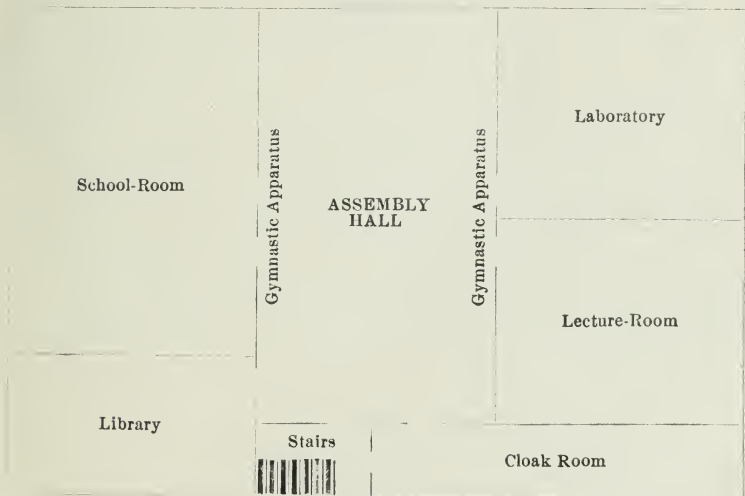 School-Room
Gymnastic Apparatus
ASSEMBLY
HALL
Gymnastic Apparatus
Laboratory
Lecture-Room
Library
Stairs
Cloak Room